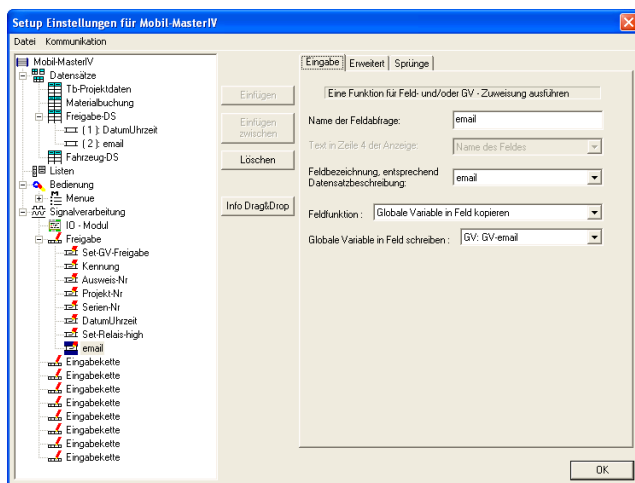 Setup Einstellungen für Mobil-MasterIV
Datei Kommunikation
Mobil-MasterIV
Datensätze
Tb-Projektdaten
Materialbuchung
Freigabe-DS
( 1 ): DatumUhrzeit
( 2 ): email
Fahrzeug-DS
Listen
Bedienung
Menue
Signalverarbeitung
IO - Modul
Freigabe
Set-GV-Freigabe
Kennung
Ausweis-Nr
Projekt-Nr
Serien-Nr
DatumUhrzeit
Set-Relais-high
email
Eingabekette
Eingabekette
Eingabekette
Eingabekette
Eingabekette
Eingabekette
Eingabekette
Eingabekette
Einfügen
Einfügen
zwischen
Löschen
Info Drag&Drop
Eingabe Erweitert Sprünge
Eine Funktion für Feld- und/oder GV - Zuweisung ausführen
Name der Feldabfrage: email
Text in Zeile 4 der Anzeige: Name des Feldes
Feldbezeichnung, entsprechend
Datensatzbeschreibung: email
Feldfunktion : Globale Variable in Feld kopieren
Globale Variable in Feld schreiben : GV: GV-email
OK